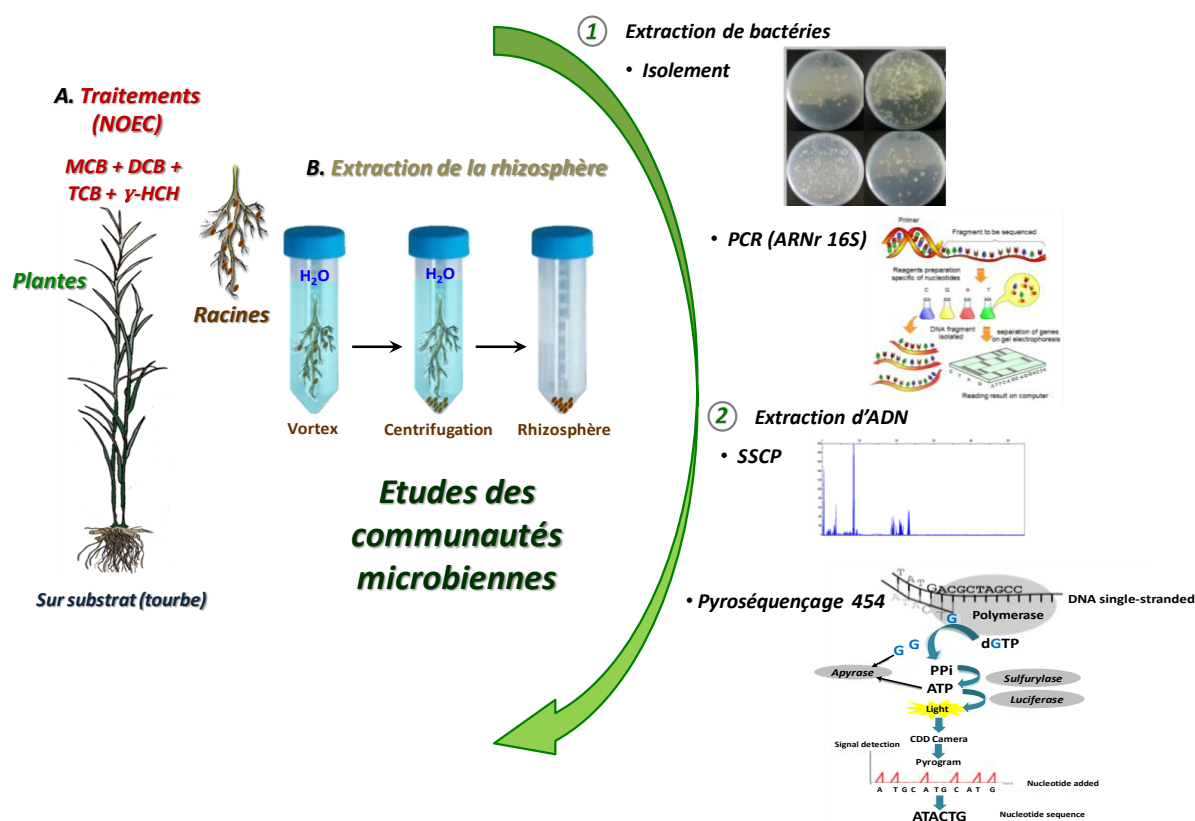 A. Traitements
(NOEC)
MCB + DCB +
TCB + γ-HCH
Plantes
Racines
Sur substrat (tourbe)
B. Extraction de la rhizosphère
H₂O
H₂O
Vortex
Centrifugation
Rhizosphère
Etudes des
communautés
microbiennes
1 Extraction de bactéries
• Isolement
• PCR (ARNr 16S)
Primer
Fragment to be sequenced
Reagents preparation
specific of nucleotides
C G A T
DNA fragment
isolated
separation of genes
on gel electrophoresis
C T A G
Reading result on computer
2 Extraction d'ADN
• SSCP
• Pyroséquençage 454
TATGACGCTAGCC
DNA single-stranded
G
Polymerase
dGTP
G G
Apyrase
PPi
Sulfurylase
ATP
Luciferase
Light
CDD Camera
Signal detection
Pyrogram
Nucleotide added
A T G C A T G C A T G
ATACTG
Nucleotide sequence